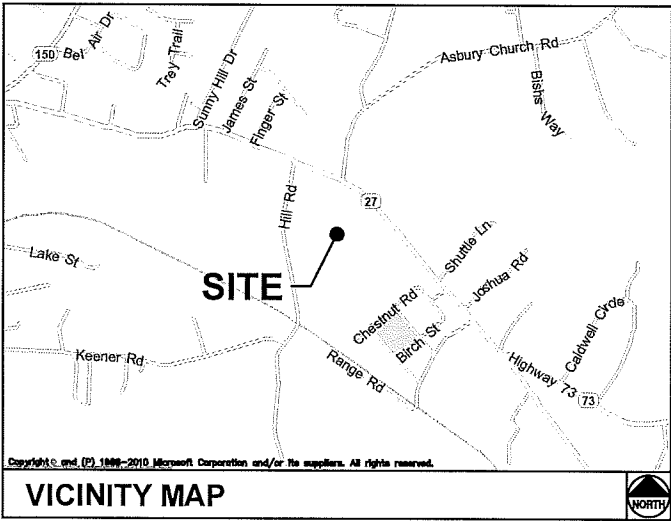 150
Bel Air Dr
Trey Trail
Sunny Hill Dr
James St
Finger St
Asbury Church Rd
Bishs Way
Hill Rd
27
Lake St
SITE
Shuttle Ln
Joshua Rd
Chestnut Rd
Birch St
Caldwell Circle
Keener Rd
Range Rd
Highway 73
73
Copyright © and (P) 1988-2010 Microsoft Corporation and/or its suppliers. All rights reserved.
VICINITY MAP
NORTH